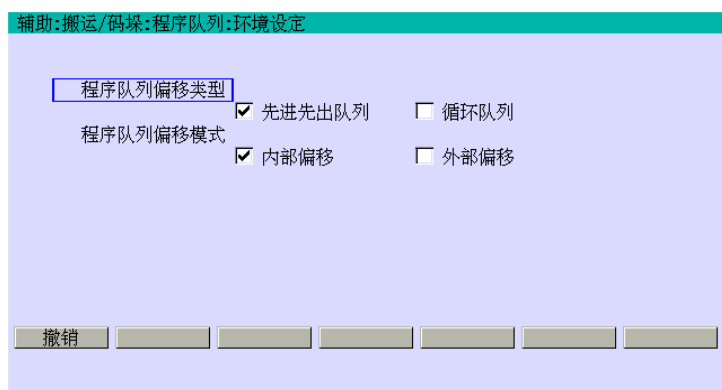 辅助:搬运/码垛:程序队列:环境设定
程序队列偏移类型
先进先出队列 循环队列
程序队列偏移模式
内部偏移 外部偏移
撤销